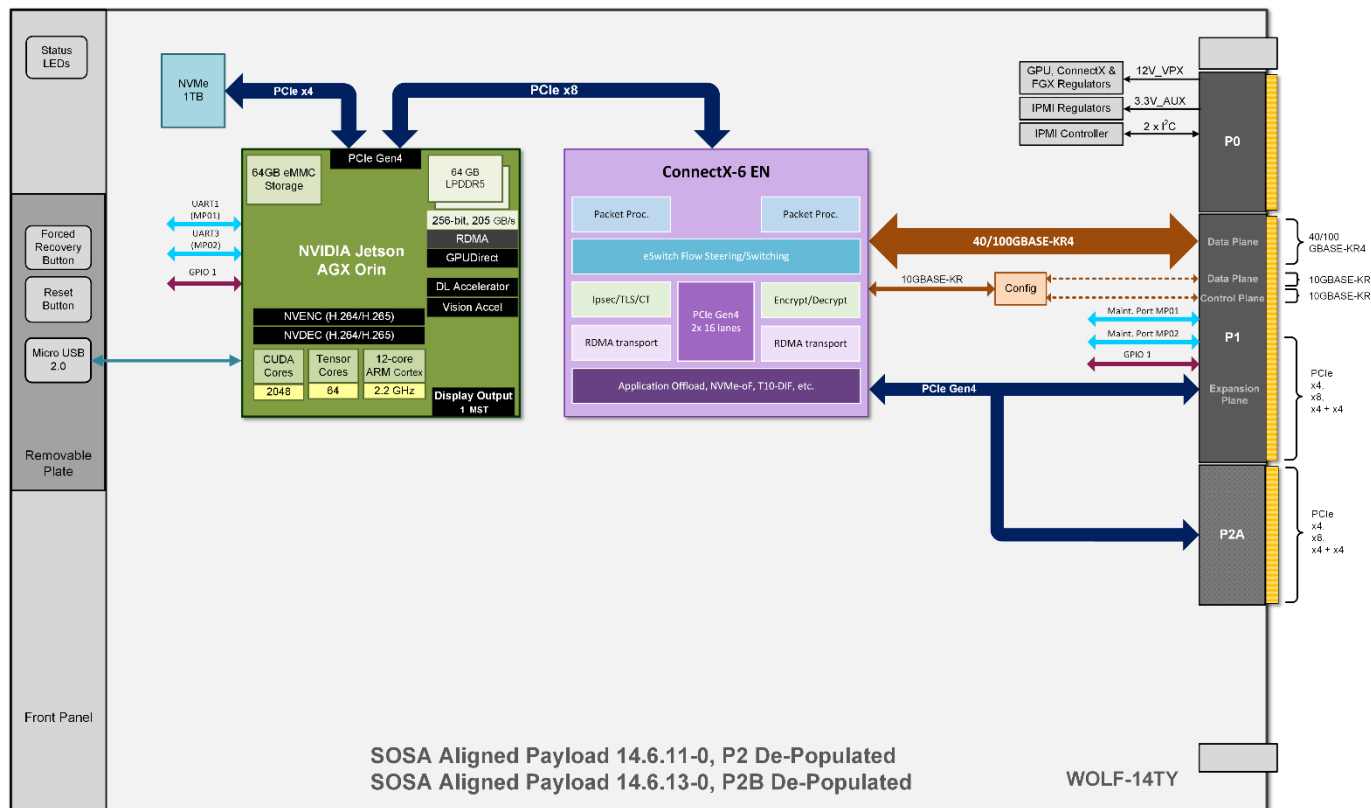 Status
LEDs
Forced
Recovery
Button
Reset
Button
Micro USB
2.0
Removable
Plate
Front Panel
NVMe
1TB
PCIe x4
PCIe x8
PCIe Gen4
64GB eMMC
Storage
64 GB
LPDDR5
256-bit, 205 GB/s
RDMA
GPUDirect
DL Accelerator
Vision Accel
NVIDIA Jetson
AGX Orin
NVENC (H.264/H.265)
NVDEC (H.264/H.265)
CUDA
Cores
2048
Tensor
Cores
64
12-core
ARM Cortex
2.2 GHz
Display Output
1 MST
UART1
(MP01)
UART3
(MP02)
GPIO 1
ConnectX-6 EN
Packet Proc.
Packet Proc.
eSwitch Flow Steering/Switching
Ipsec/TLS/CT
PCIe Gen4
2x 16 lanes
Encrypt/Decrypt
RDMA transport
RDMA transport
Application Offload, NVMe-oF, T10-DIF, etc.
GPU, ConnectX &
FGX Regulators
12V_VPX
IPMI Regulators
3.3V_AUX
IPMI Controller
2 x I²C
P0
40/100GBASE-KR4
10GBASE-KR
Config
Data Plane
Data Plane
Control Plane
Maint. Port MP01
Maint. Port MP02
GPIO 1
P1
PCIe Gen4
Expansion
Plane
P2A
40/100
GBASE-KR4
10GBASE-KR
10GBASE-KR
PCIe
x4.
x8.
x4 + x4
PCIe
x4.
x8.
x4 + x4
SOSA Aligned Payload 14.6.11-0, P2 De-Populated
SOSA Aligned Payload 14.6.13-0, P2B De-Populated
WOLF-14TY